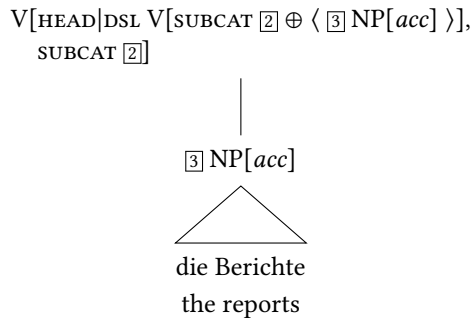 V[HEAD|DSL V[SUBCAT 2 ⊕ ⟨ 3 NP[acc] ⟩],
SUBCAT 2]
3 NP[acc]
die Berichte
the reports